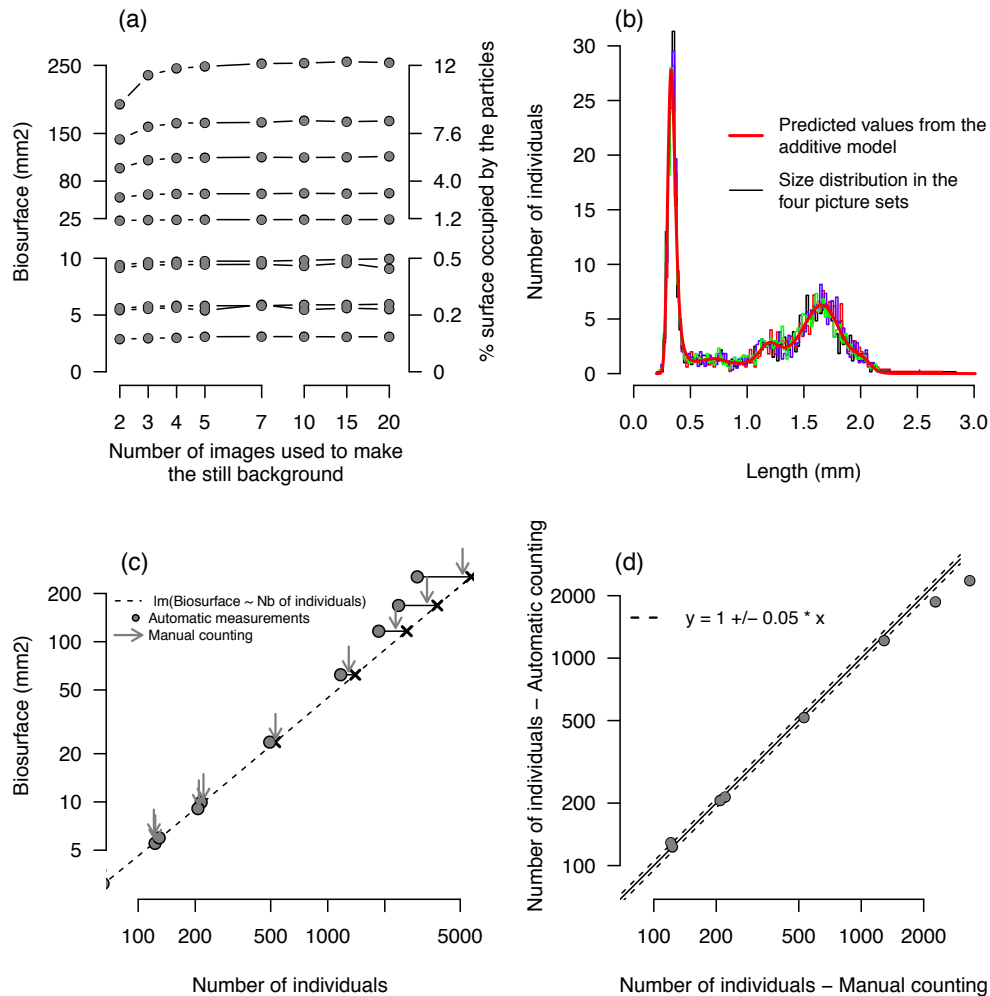 (a)
250
150
80
25
10
5
0
Biosurface (mm2)
12
7.6
4.0
1.2
0.5
0.2
0
% surface occupied by the particles
2 3 4 5 7 10 15 20
Number of images used to make
the still background
(b)
30
25
20
15
10
5
0
Number of individuals
Predicted values from the
additive model
Size distribution in the
four picture sets
0.0 0.5 1.0 1.5 2.0 2.5 3.0
Length (mm)
(c)
200
100
50
20
10
5
Biosurface (mm2)
lm(Biosurface ~ Nb of individuals)
Automatic measurements
Manual counting
100 200 500 1000 5000
Number of individuals
(d)
2000
1000
500
200
100
Number of individuals − Automatic counting
y = 1 +/− 0.05 * x
100 200 500 1000 2000
Number of individuals − Manual counting